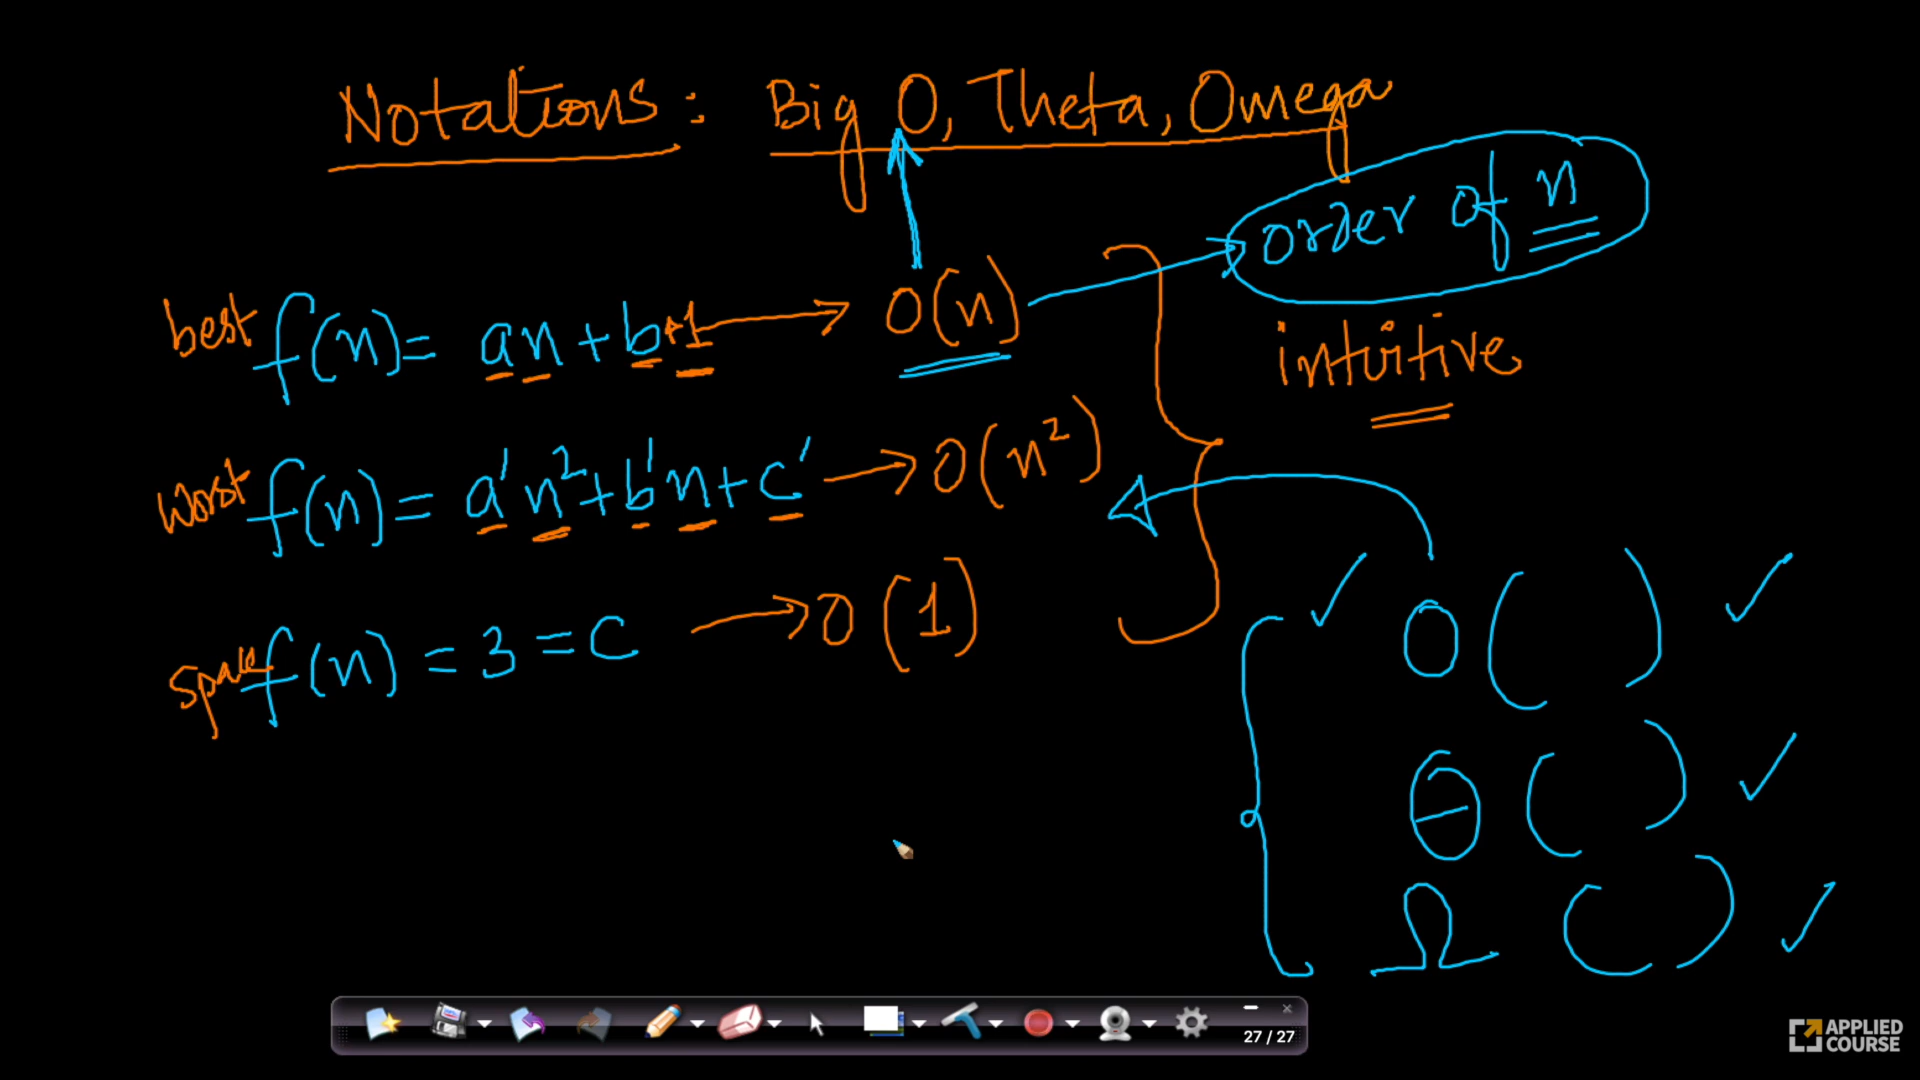 Notations: Big O, Theta, Omega
order of n
best f(n) = an + b+1 → O(n)
intuitive
worst f(n) = a'n² + b'n + c' → O(n²)
space f(n) = 3 = C → O(1)
O( )
θ( )
Ω( )
27 / 27
APPLIED
COURSE